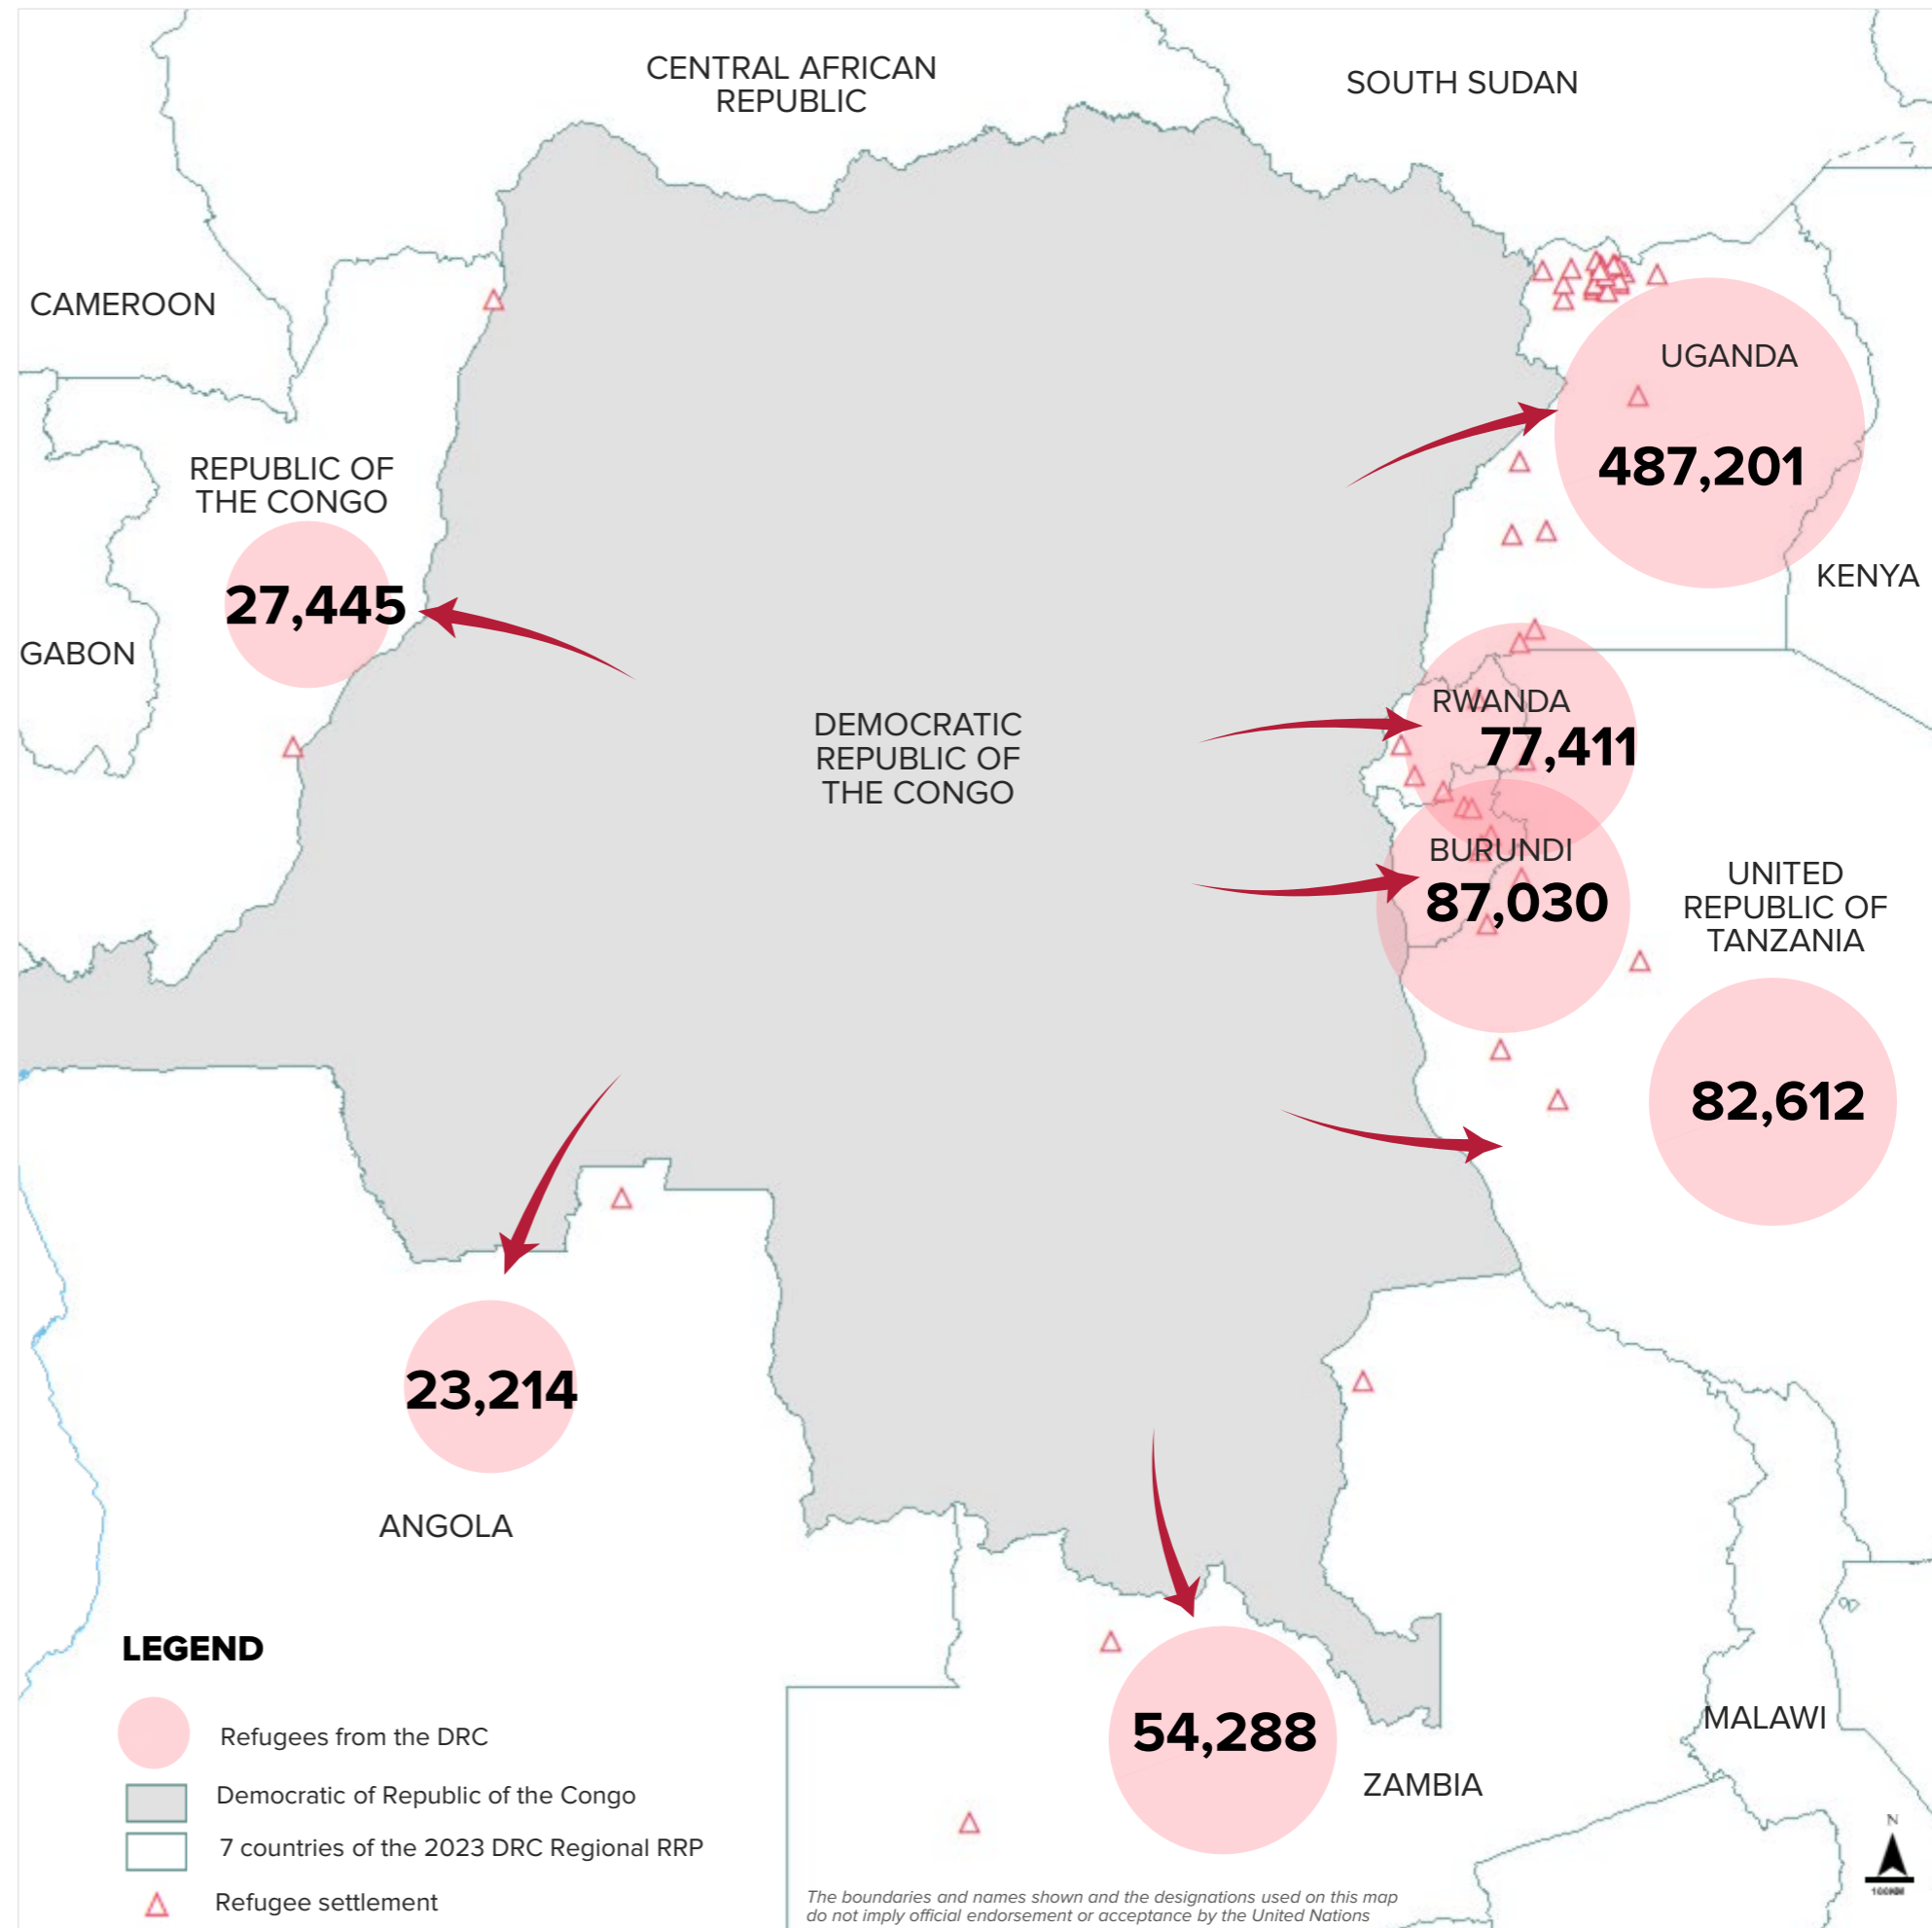 CENTRAL AFRICAN
REPUBLIC
SOUTH SUDAN
CAMEROON
UGANDA
487,201
REPUBLIC OF
THE CONGO
27,445
KENYA
GABON
DEMOCRATIC
REPUBLIC OF
THE CONGO
RWANDA
77,411
BURUNDI
87,030
UNITED
REPUBLIC OF
TANZANIA
82,612
23,214
ANGOLA
54,288
ZAMBIA
MALAWI
LEGEND
Refugees from the DRC
Democratic of Republic of the Congo
7 countries of the 2023 DRC Regional RRP
Refugee settlement
The boundaries and names shown and the designations used on this map
do not imply official endorsement or acceptance by the United Nations
N
100KM